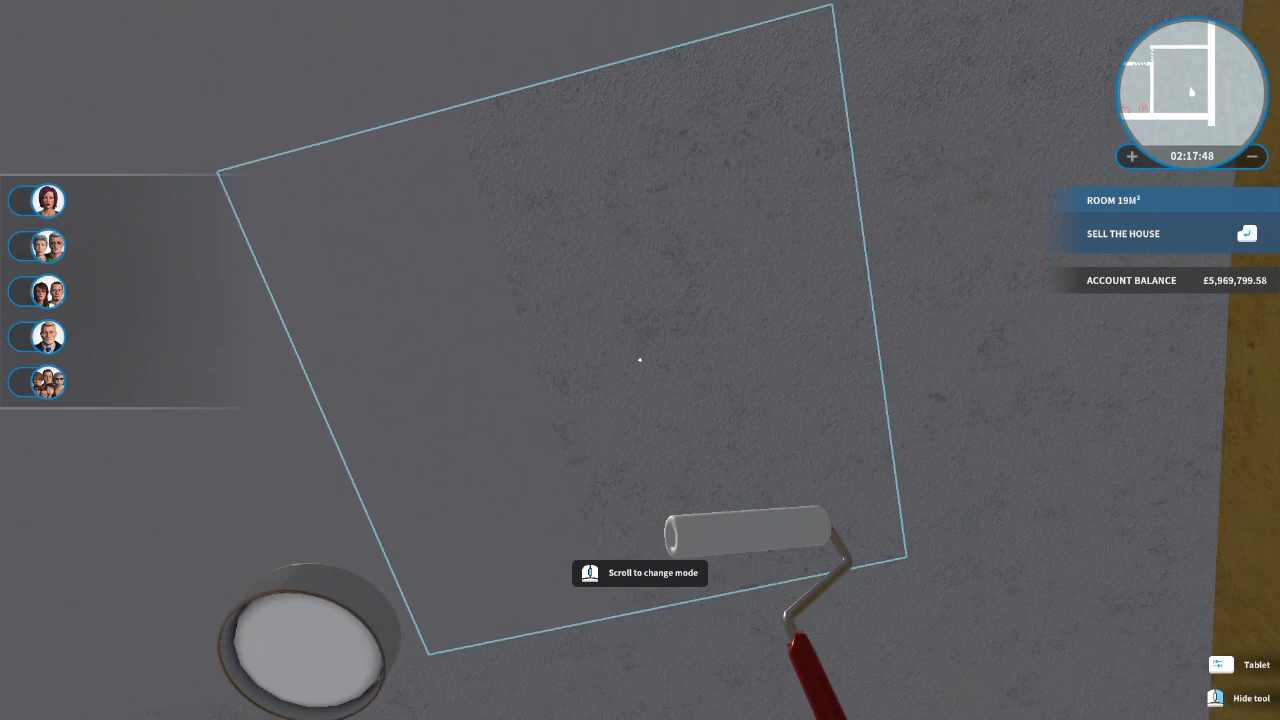 02:17:48
ROOM 19M²
SELL THE HOUSE
ACCOUNT BALANCE £5,969,799.58
Scroll to change mode
Tablet
Hide tool